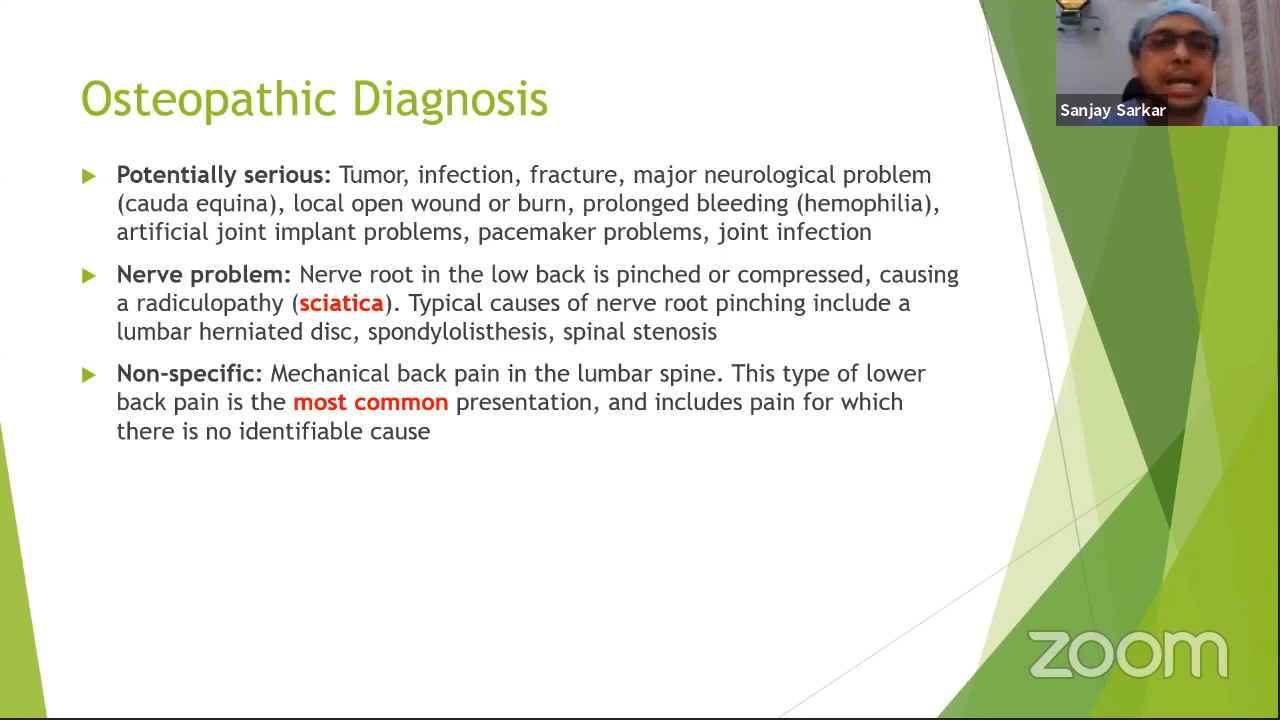 Osteopathic Diagnosis
Potentially serious: Tumor, infection, fracture, major neurological problem
(cauda equina), local open wound or burn, prolonged bleeding (hemophilia),
artificial joint implant problems, pacemaker problems, joint infection
Nerve problem: Nerve root in the low back is pinched or compressed, causing
a radiculopathy (sciatica). Typical causes of nerve root pinching include a
lumbar herniated disc, spondylolisthesis, spinal stenosis
Non-specific: Mechanical back pain in the lumbar spine. This type of lower
back pain is the most common presentation, and includes pain for which
there is no identifiable cause
Sanjay Sarkar
zoom